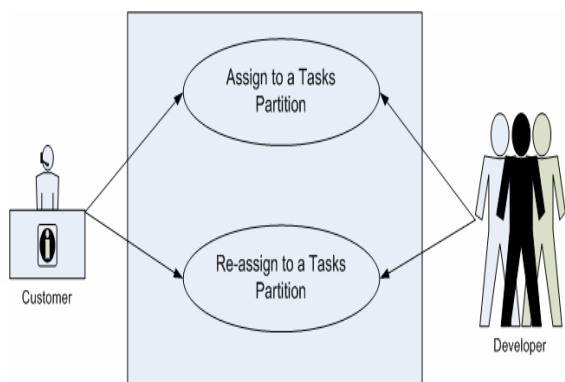 Assign to a Tasks
Partition
Re-assign to a Tasks
Partition
i
Customer
Developer